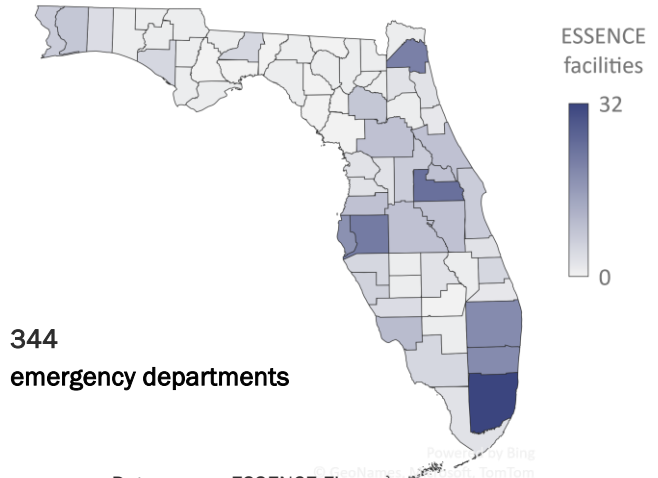 ESSENCE
facilities
32
0
344
emergency departments
Powered by Bing
© GeoNames, Microsoft, TomTom